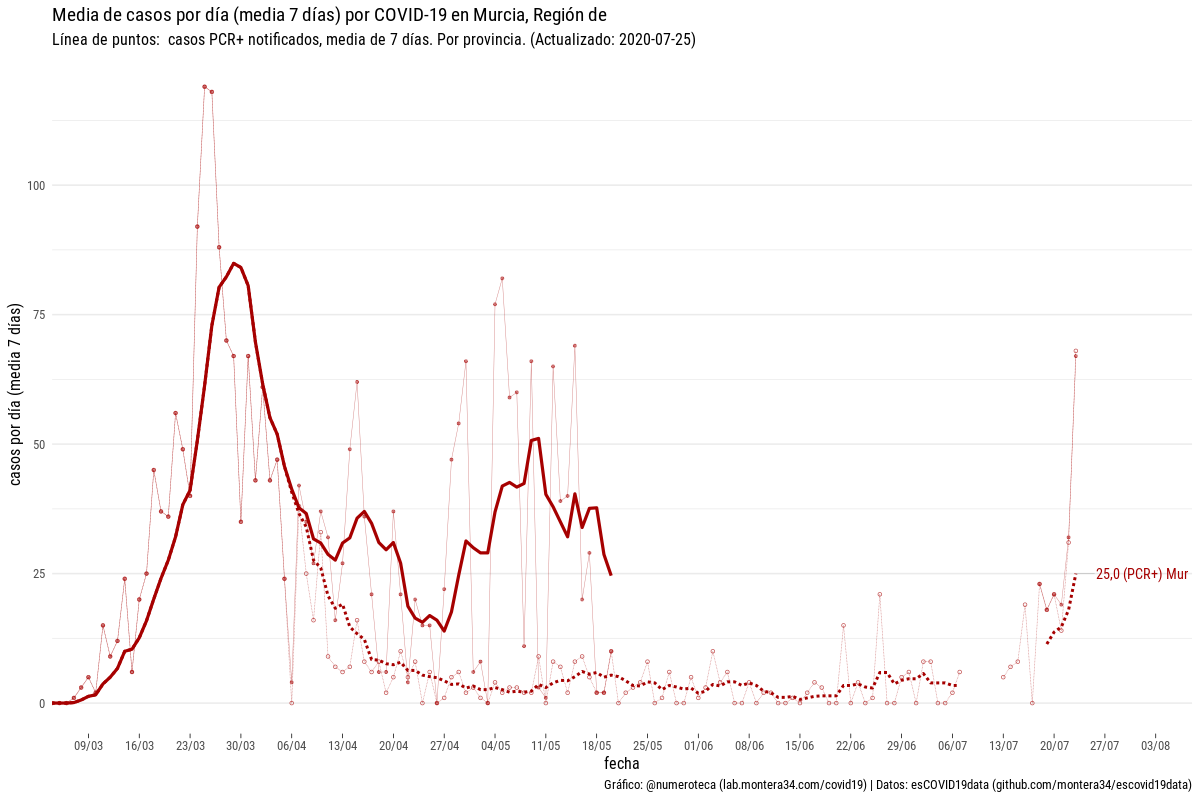 Media de casos por día (media 7 días) por COVID-19 en Murcia, Región de
Línea de puntos:  casos PCR+ notificados, media de 7 días. Por provincia. (Actualizado: 2020-07-25)
casos por día (media 7 días)
100
75
50
25
0
25,0 (PCR+) Mur
09/03 16/03 23/03 30/03 06/04 13/04 20/04 27/04 04/05 11/05 18/05 25/05 01/06 08/06 15/06 22/06 29/06 06/07 13/07 20/07 27/07 03/08
fecha
Gráfico: @numeroteca (lab.montera34.com/covid19) | Datos: esCOVID19data (github.com/montera34/escovid19data)